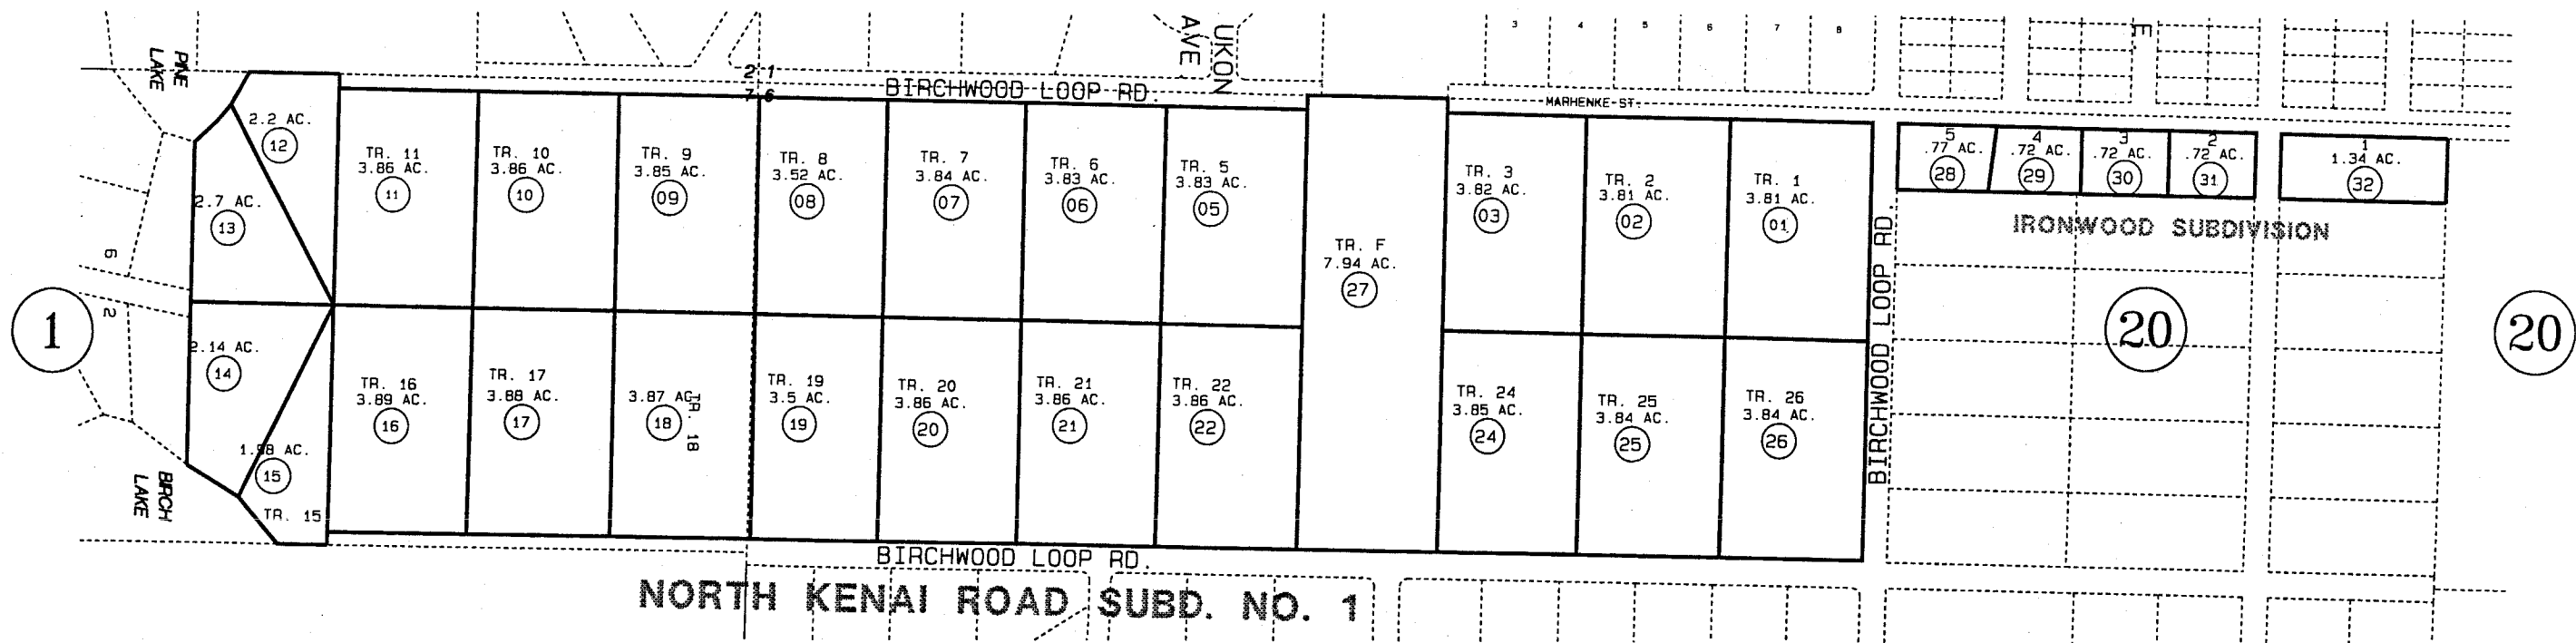 PINE
LAKE
UKON
AVE
3 4 5 6 7 8
E.
2 1
7 6
BIRCHWOOD LOOP RD.
MARHENKE ST.
2.2 AC.
12
2.7 AC.
13
TR. 11
3.86 AC.
11
TR. 10
3.86 AC.
10
TR. 9
3.85 AC.
09
TR. 8
3.52 AC.
08
TR. 7
3.84 AC.
07
TR. 6
3.83 AC.
06
TR. 5
3.83 AC.
05
TR. F
7.94 AC.
27
TR. 3
3.82 AC.
03
TR. 2
3.81 AC.
02
TR. 1
3.81 AC.
01
BIRCHWOOD LOOP RD.
5
.77 AC.
28
4
.72 AC.
29
3
.72 AC.
30
2
.72 AC.
31
1
1.34 AC.
32
IRONWOOD SUBDIVISION
6
2
1
20
20
2.14 AC.
14
15
TR. 15
BIRCH
LAKE
TR. 16
3.89 AC.
16
TR. 17
3.88 AC.
17
3.87 AC.
TR. 18
18
TR. 19
3.5 AC.
19
TR. 20
3.86 AC.
20
TR. 21
3.86 AC.
21
TR. 22
3.86 AC.
22
TR. 24
3.85 AC.
24
TR. 25
3.84 AC.
25
TR. 26
3.84 AC.
26
BIRCHWOOD LOOP RD.
NORTH KENAI ROAD SUBD. NO. 1